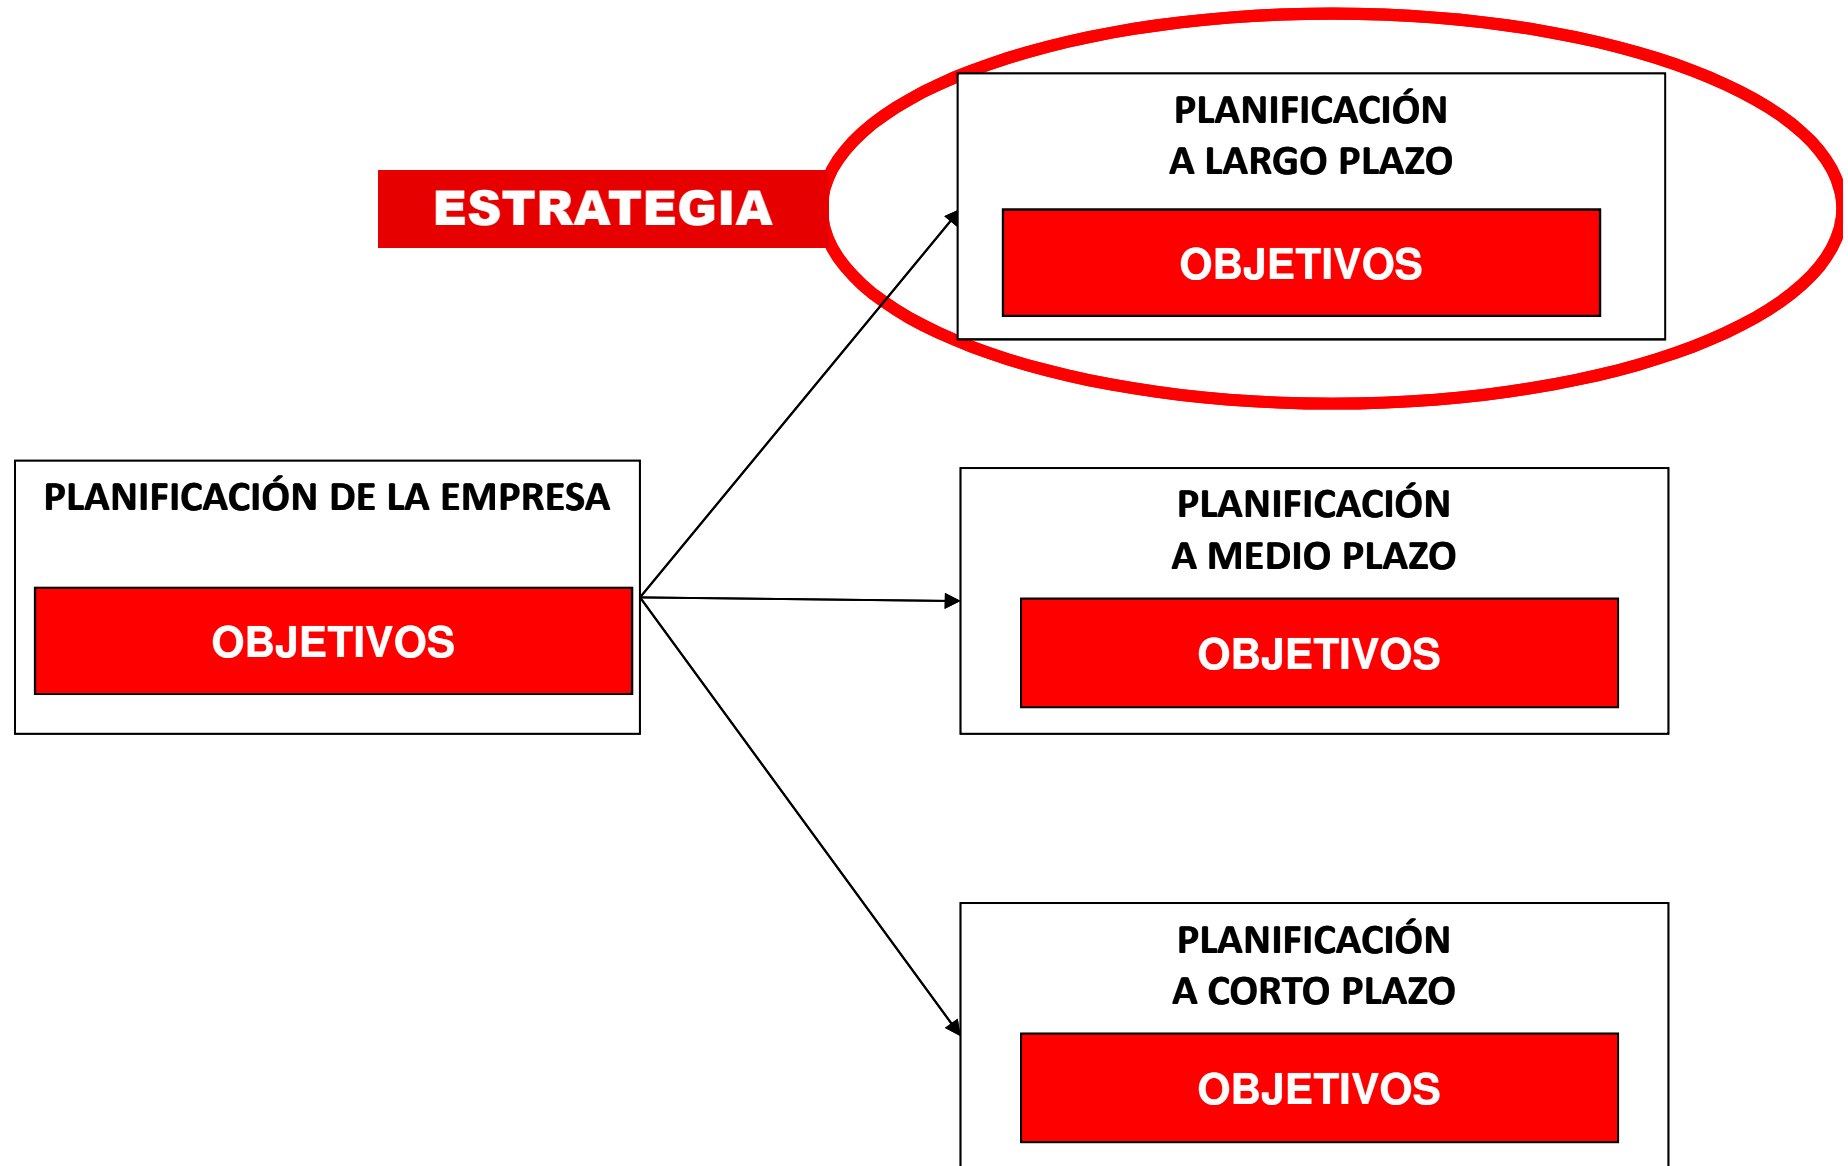 PLANIFICACIÓN
A LARGO PLAZO
ESTRATEGIA
OBJETIVOS
PLANIFICACIÓN DE LA EMPRESA
OBJETIVOS
PLANIFICACIÓN
A MEDIO PLAZO
OBJETIVOS
PLANIFICACIÓN
A CORTO PLAZO
OBJETIVOS